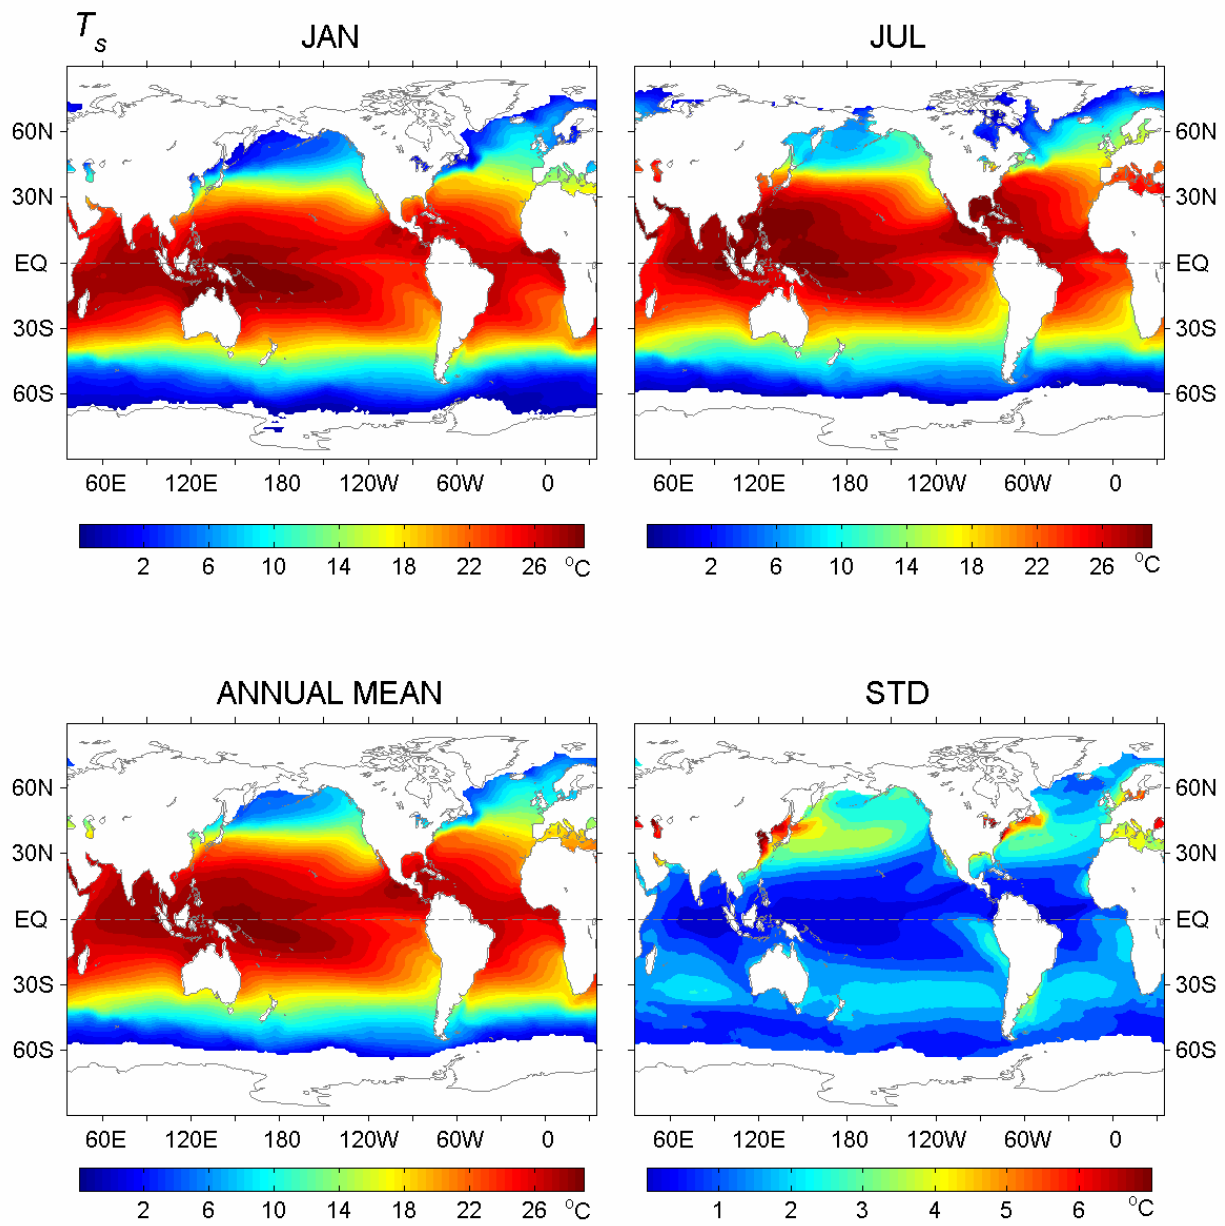 Ts JAN JUL
60N 60N
30N 30N
EQ EQ
30S 30S
60S 60S
60E 120E 180 120W 60W 0 60E 120E 180 120W 60W 0
2 6 10 14 18 22 26 °C 2 6 10 14 18 22 26 °C
ANNUAL MEAN STD
60N 60N
30N 30N
EQ EQ
30S 30S
60S 60S
60E 120E 180 120W 60W 0 60E 120E 180 120W 60W 0
2 6 10 14 18 22 26 °C 1 2 3 4 5 6 °C